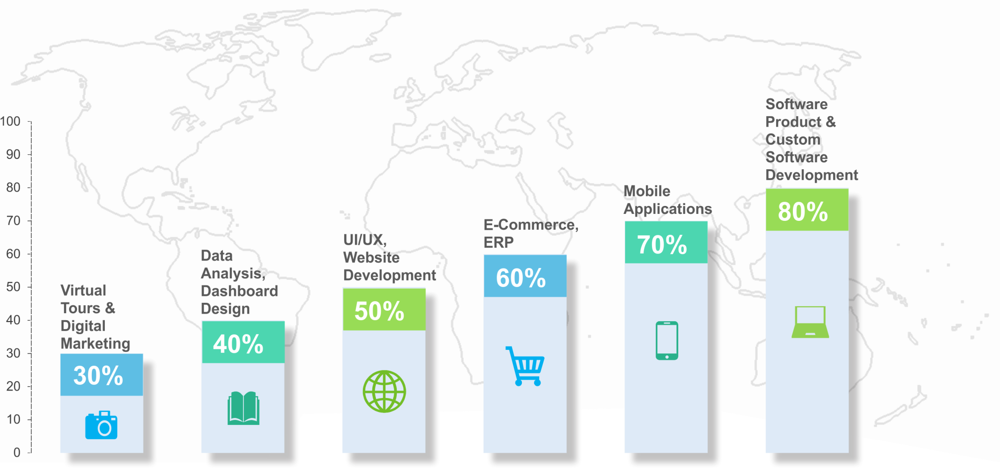 100
90
80
70
60
50
40
30
20
10
0
Virtual
Tours &
Digital
Marketing
30%
Data
Analysis,
Dashboard
Design
40%
UI/UX,
Website
Development
50%
E-Commerce,
ERP
60%
Mobile
Applications
70%
Software
Product &
Custom
Software
Development
80%